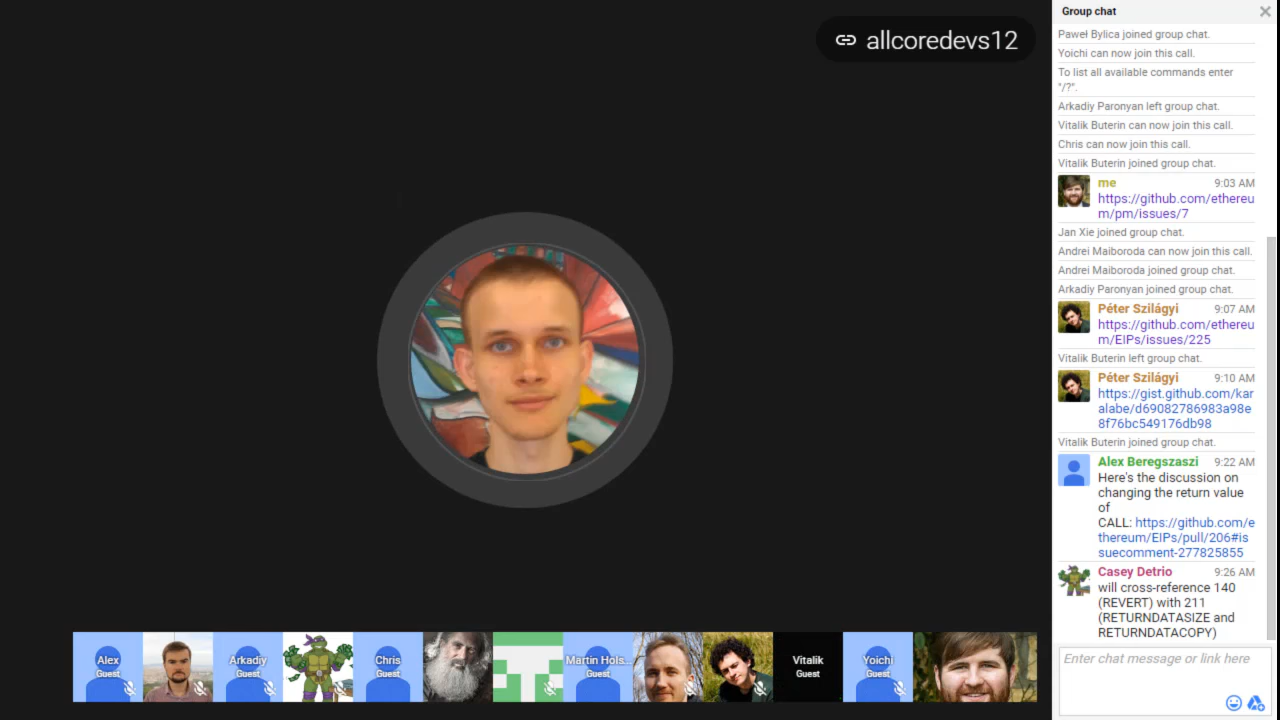 allcoredevs12
Group chat
Paweł Bylica joined group chat.
Yoichi can now join this call.
To list all available commands enter
"/?".
Arkadiy Paronyan left group chat.
Vitalik Buterin can now join this call.
Chris can now join this call.
Vitalik Buterin joined group chat.
me 9:03 AM
https://github.com/ethereu
m/pm/issues/7
Jan Xie joined group chat.
Andrei Maiboroda can now join this call.
Andrei Maiboroda joined group chat.
Arkadiy Paronyan joined group chat.
Péter Szilágyi 9:07 AM
https://github.com/ethereu
m/EIPs/issues/225
Vitalik Buterin left group chat.
Péter Szilágyi 9:10 AM
https://gist.github.com/kar
alabe/d69082786983a98e
8f76bc549176db98
Vitalik Buterin joined group chat.
Alex Beregszaszi 9:22 AM
Here's the discussion on
changing the return value
of
CALL: https://github.com/e
thereum/EIPs/pull/206#is
suecomment-277825855
Casey Detrio 9:26 AM
will cross-reference 140
(REVERT) with 211
(RETURNDATASIZE and
RETURNDATACOPY)
Enter chat message or link here
Alex
Guest
Arkadiy
Guest
Chris
Guest
Martin Hols...
Guest
Vitalik
Guest
Yoichi
Guest